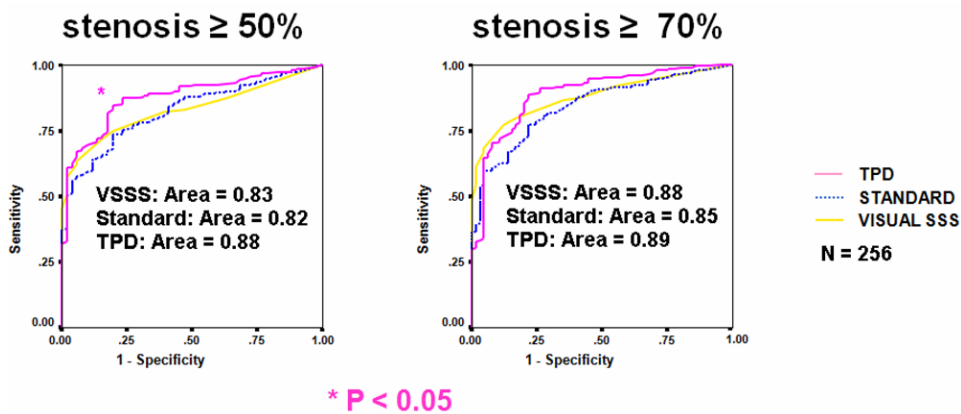 stenosis ≥ 50%
1.00
.75
.50
.25
0.00
Sensitivity
*
VSSS: Area = 0.83
Standard: Area = 0.82
TPD: Area = 0.88
0.00 .25 .50 .75 1.00
1 - Specificity
stenosis ≥ 70%
1.00
.75
.50
.25
0.00
Sensitivity
VSSS: Area = 0.88
Standard: Area = 0.85
TPD: Area = 0.89
0.00 .25 .50 .75 1.00
1 - Specificity
TPD
STANDARD
VISUAL SSS
N = 256
* P < 0.05